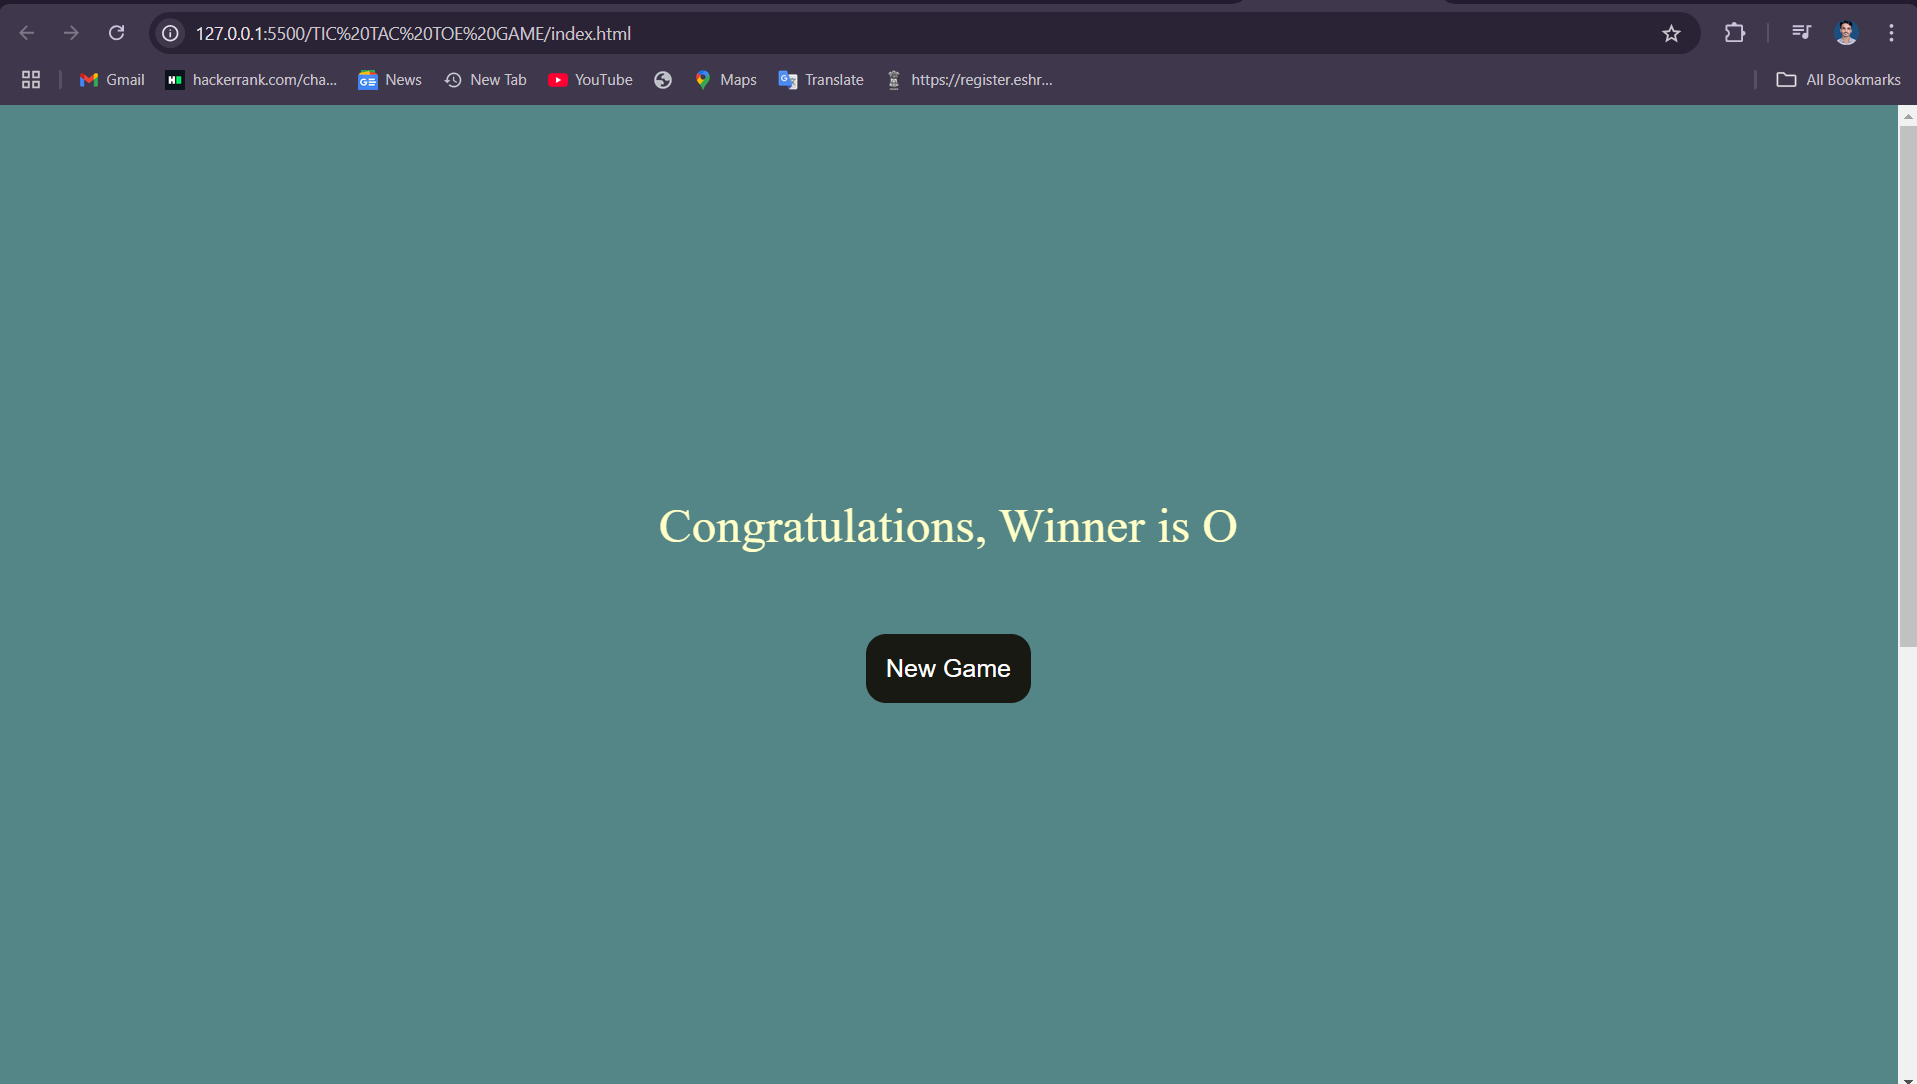 127.0.0.1:5500/TIC%20TAC%20TOE%20GAME/index.html
Gmail hackerrank.com/cha... News New Tab YouTube Maps Translate https://register.eshr... All Bookmarks
Congratulations, Winner is O
New Game